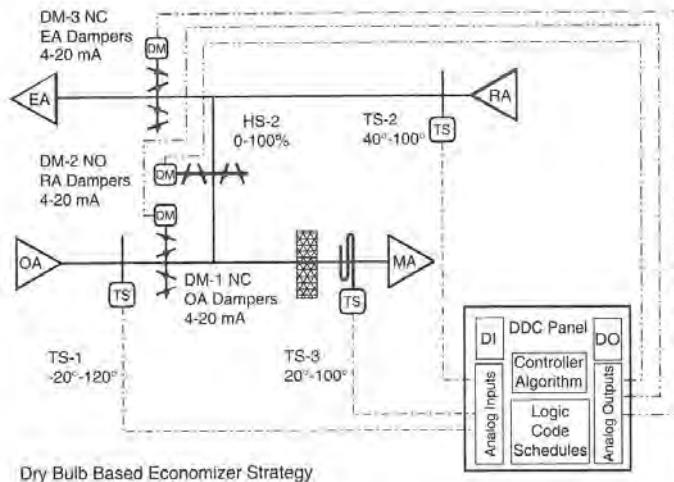 DM-3 NC
EA Dampers
4-20 mA
DM
EA
RA
HS-2
0-100%
TS-2
40°-100°
TS
DM-2 NO
RA Dampers
4-20 mA
DM
DM
OA
MA
TS
DM-1 NC
OA Dampers
4-20 mA
TS
TS-1
-20°-120°
TS-3
20°-100°
DI
DDC Panel
DO
Controller
Algorithm
Analog Inputs
Logic
Code
Schedules
Analog Outputs
Dry Bulb Based Economizer Strategy